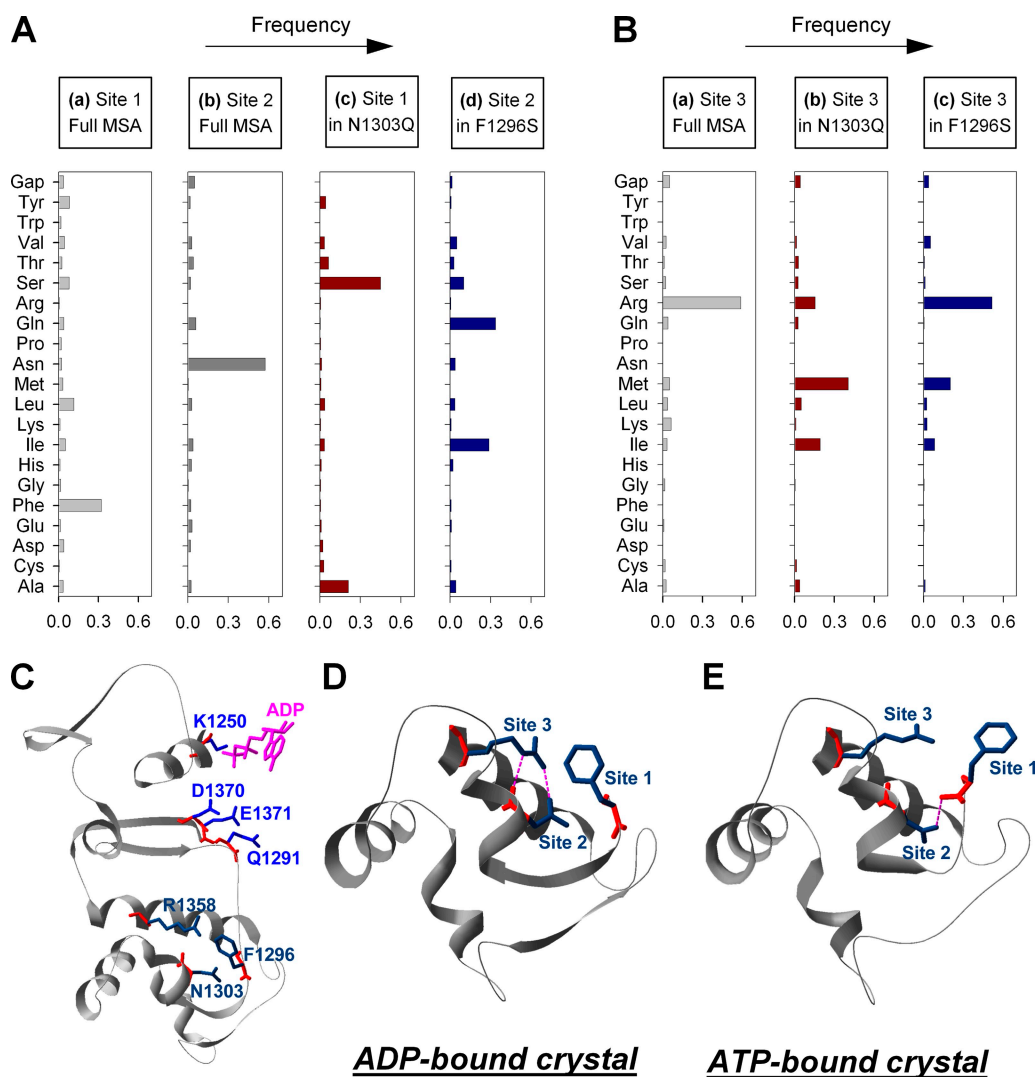 A
Frequency
B
Frequency
(a) Site 1
Full MSA
(b) Site 2
Full MSA
(c) Site 1
in N1303Q
(d) Site 2
in F1296S
(a) Site 3
Full MSA
(b) Site 3
in N1303Q
(c) Site 3
in F1296S
Gap
Tyr
Trp
Val
Thr
Ser
Arg
Gln
Pro
Asn
Met
Leu
Lys
Ile
His
Gly
Phe
Glu
Asp
Cys
Ala
0.0 0.3 0.6
0.0 0.3 0.6
0.0 0.3 0.6
0.0 0.3 0.6
Gap
Tyr
Trp
Val
Thr
Ser
Arg
Gln
Pro
Asn
Met
Leu
Lys
Ile
His
Gly
Phe
Glu
Asp
Cys
Ala
0.0 0.3 0.6
0.0 0.3 0.6
0.0 0.3 0.6
C
K1250
ADP
D1370
E1371
Q1291
R1358
F1296
N1303
D
Site 3
Site 1
Site 2
ADP-bound crystal
E
Site 3
Site 1
Site 2
ATP-bound crystal